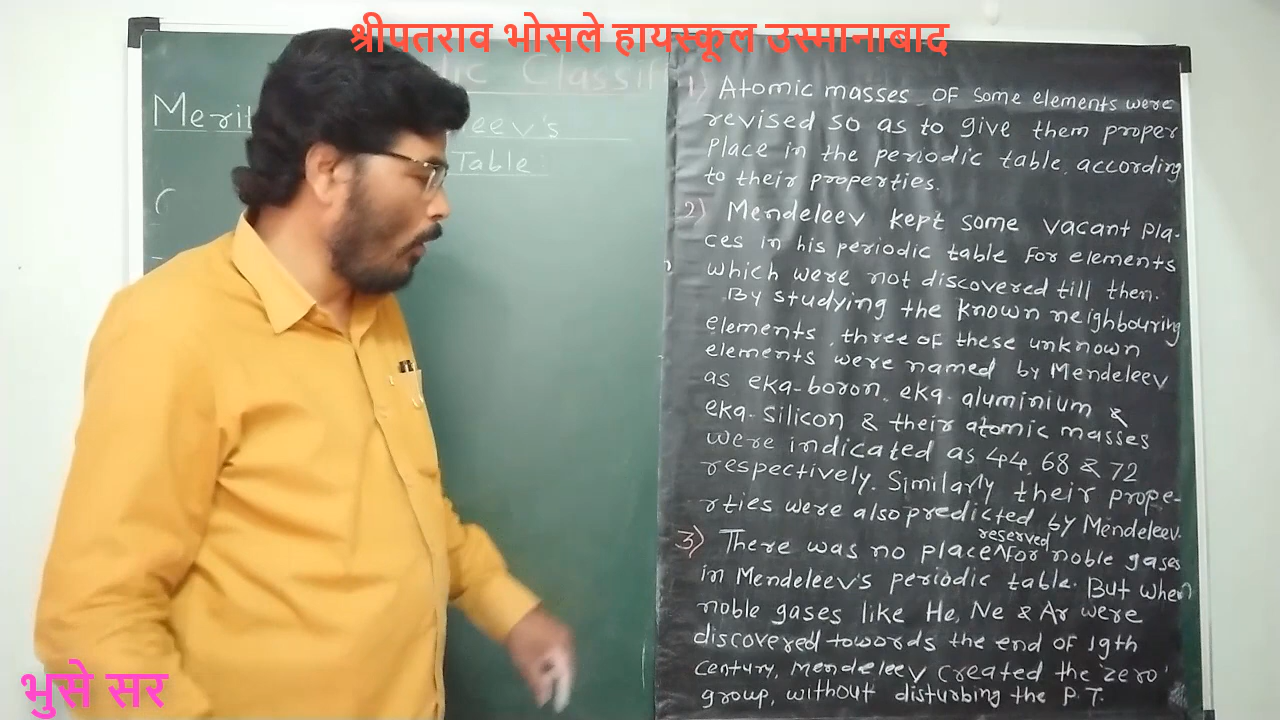 श्रीपतराव भोसले हायस्कूल उस्मानाबाद
Merit
Table
1) Atomic masses of some elements were
revised so as to give them proper
place in the periodic table, according
to their properties.
2) Mendeleev kept some vacant pla-
ces in his periodic table for elements
which were not discovered till then.
By studying the known neighbouring
elements, three of these unknown
elements were named by Mendeleev
as eka-boron, eka-aluminium &
eka-silicon & their atomic masses
were indicated as 44, 68 & 72
respectively. Similarly their prope-
rties were also predicted by Mendeleev.
3) There was no place reserved for noble gases
in Mendeleev's periodic table. But when
noble gases like He, Ne & Ar were
discovered towords the end of 19th
century, mendeleev created the 'zero'
group, without disturbing the P.T.
भुसे सर